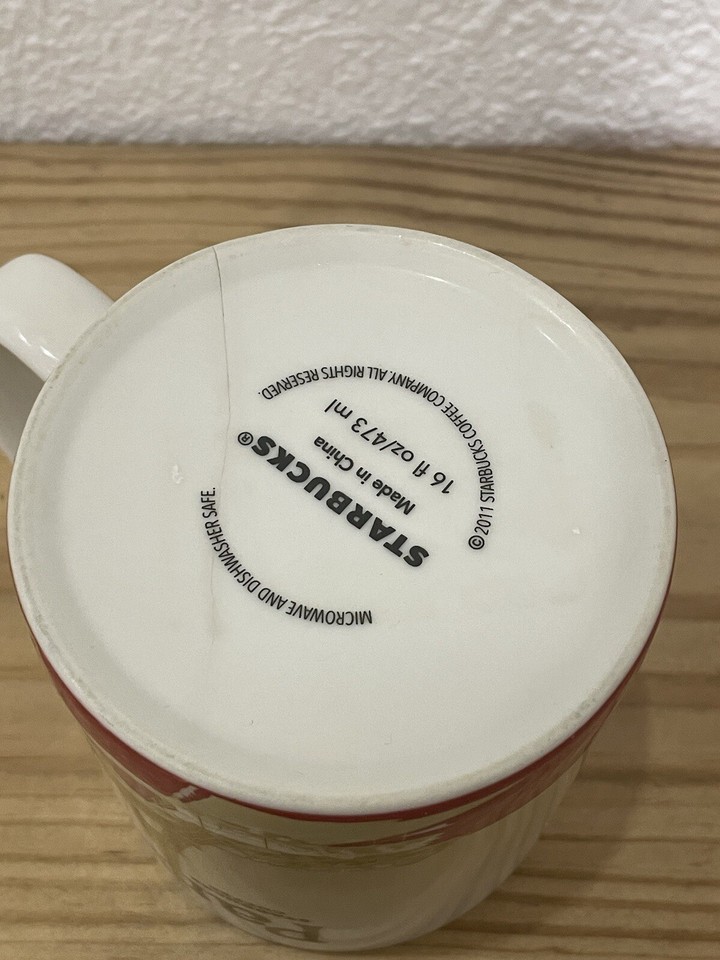 MICROWAVE AND DISHWASHER SAFE.
STARBUCKS®
Made in China
16 fl oz/473 ml
©2011 STARBUCKS COFFEE COMPANY. ALL RIGHTS RESERVED.